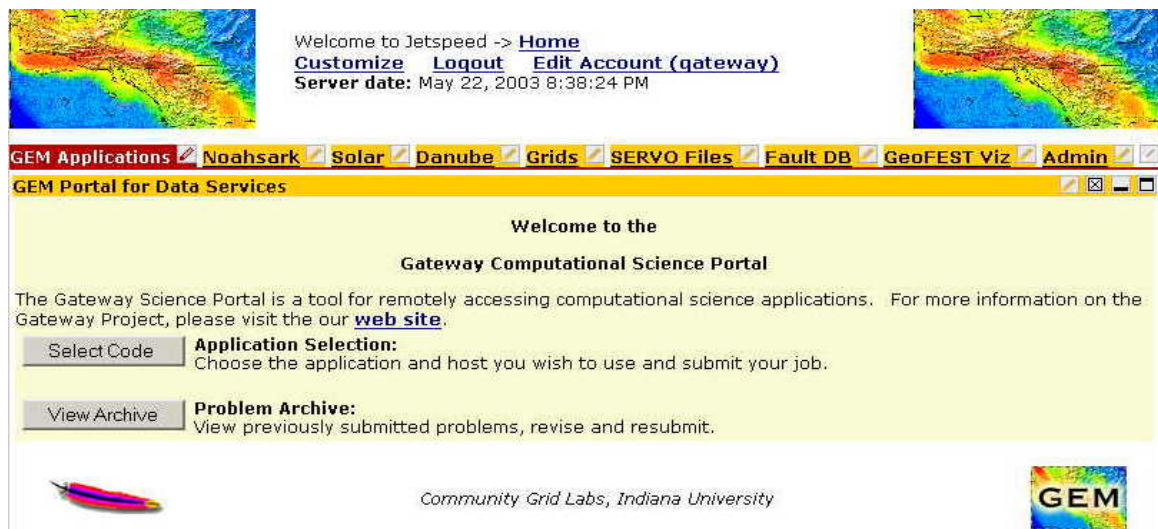 Welcome to Jetspeed -> Home
Customize Logout Edit Account (gateway)
Server date: May 22, 2003 8:38:24 PM
GEM Applications Noahsark Solar Danube Grids SERVO Files Fault DB GeoFEST Viz Admin
GEM Portal for Data Services
Welcome to the
Gateway Computational Science Portal
The Gateway Science Portal is a tool for remotely accessing computational science applications. For more information on the
Gateway Project, please visit the our web site.
Select Code Application Selection:
Choose the application and host you wish to use and submit your job.
View Archive Problem Archive:
View previously submitted problems, revise and resubmit.
Community Grid Labs, Indiana University
GEM